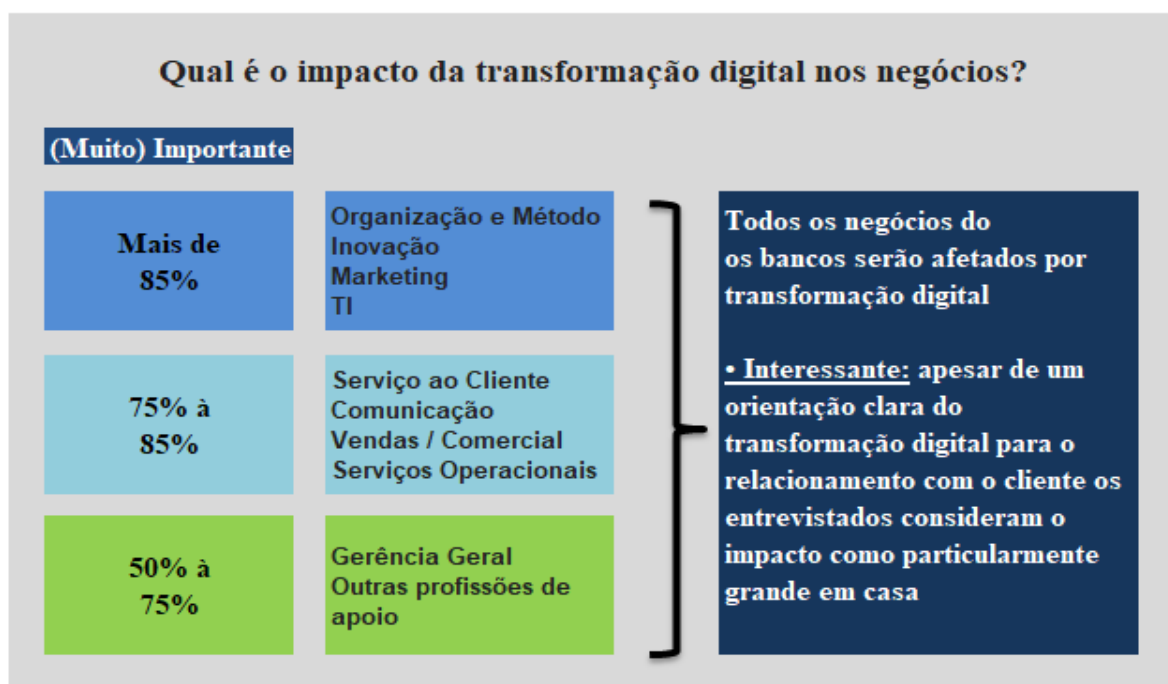 Qual é o impacto da transformação digital nos negócios?
(Muito) Importante
Mais de
85%
Organização e Método
Inovação
Marketing
TI
75% à
85%
Serviço ao Cliente
Comunicação
Vendas / Comercial
Serviços Operacionais
50% à
75%
Gerência Geral
Outras profissões de
apoio
Todos os negócios do
os bancos serão afetados por
transformação digital
• Interessante: apesar de um
orientação clara do
transformação digital para o
relacionamento com o cliente os
entrevistados consideram o
impacto como particularmente
grande em casa